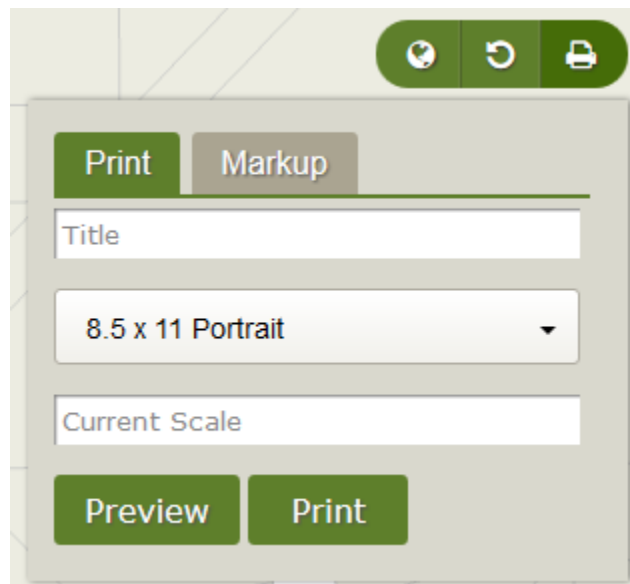 Print Markup
Title
8.5 x 11 Portrait
Current Scale
Preview Print